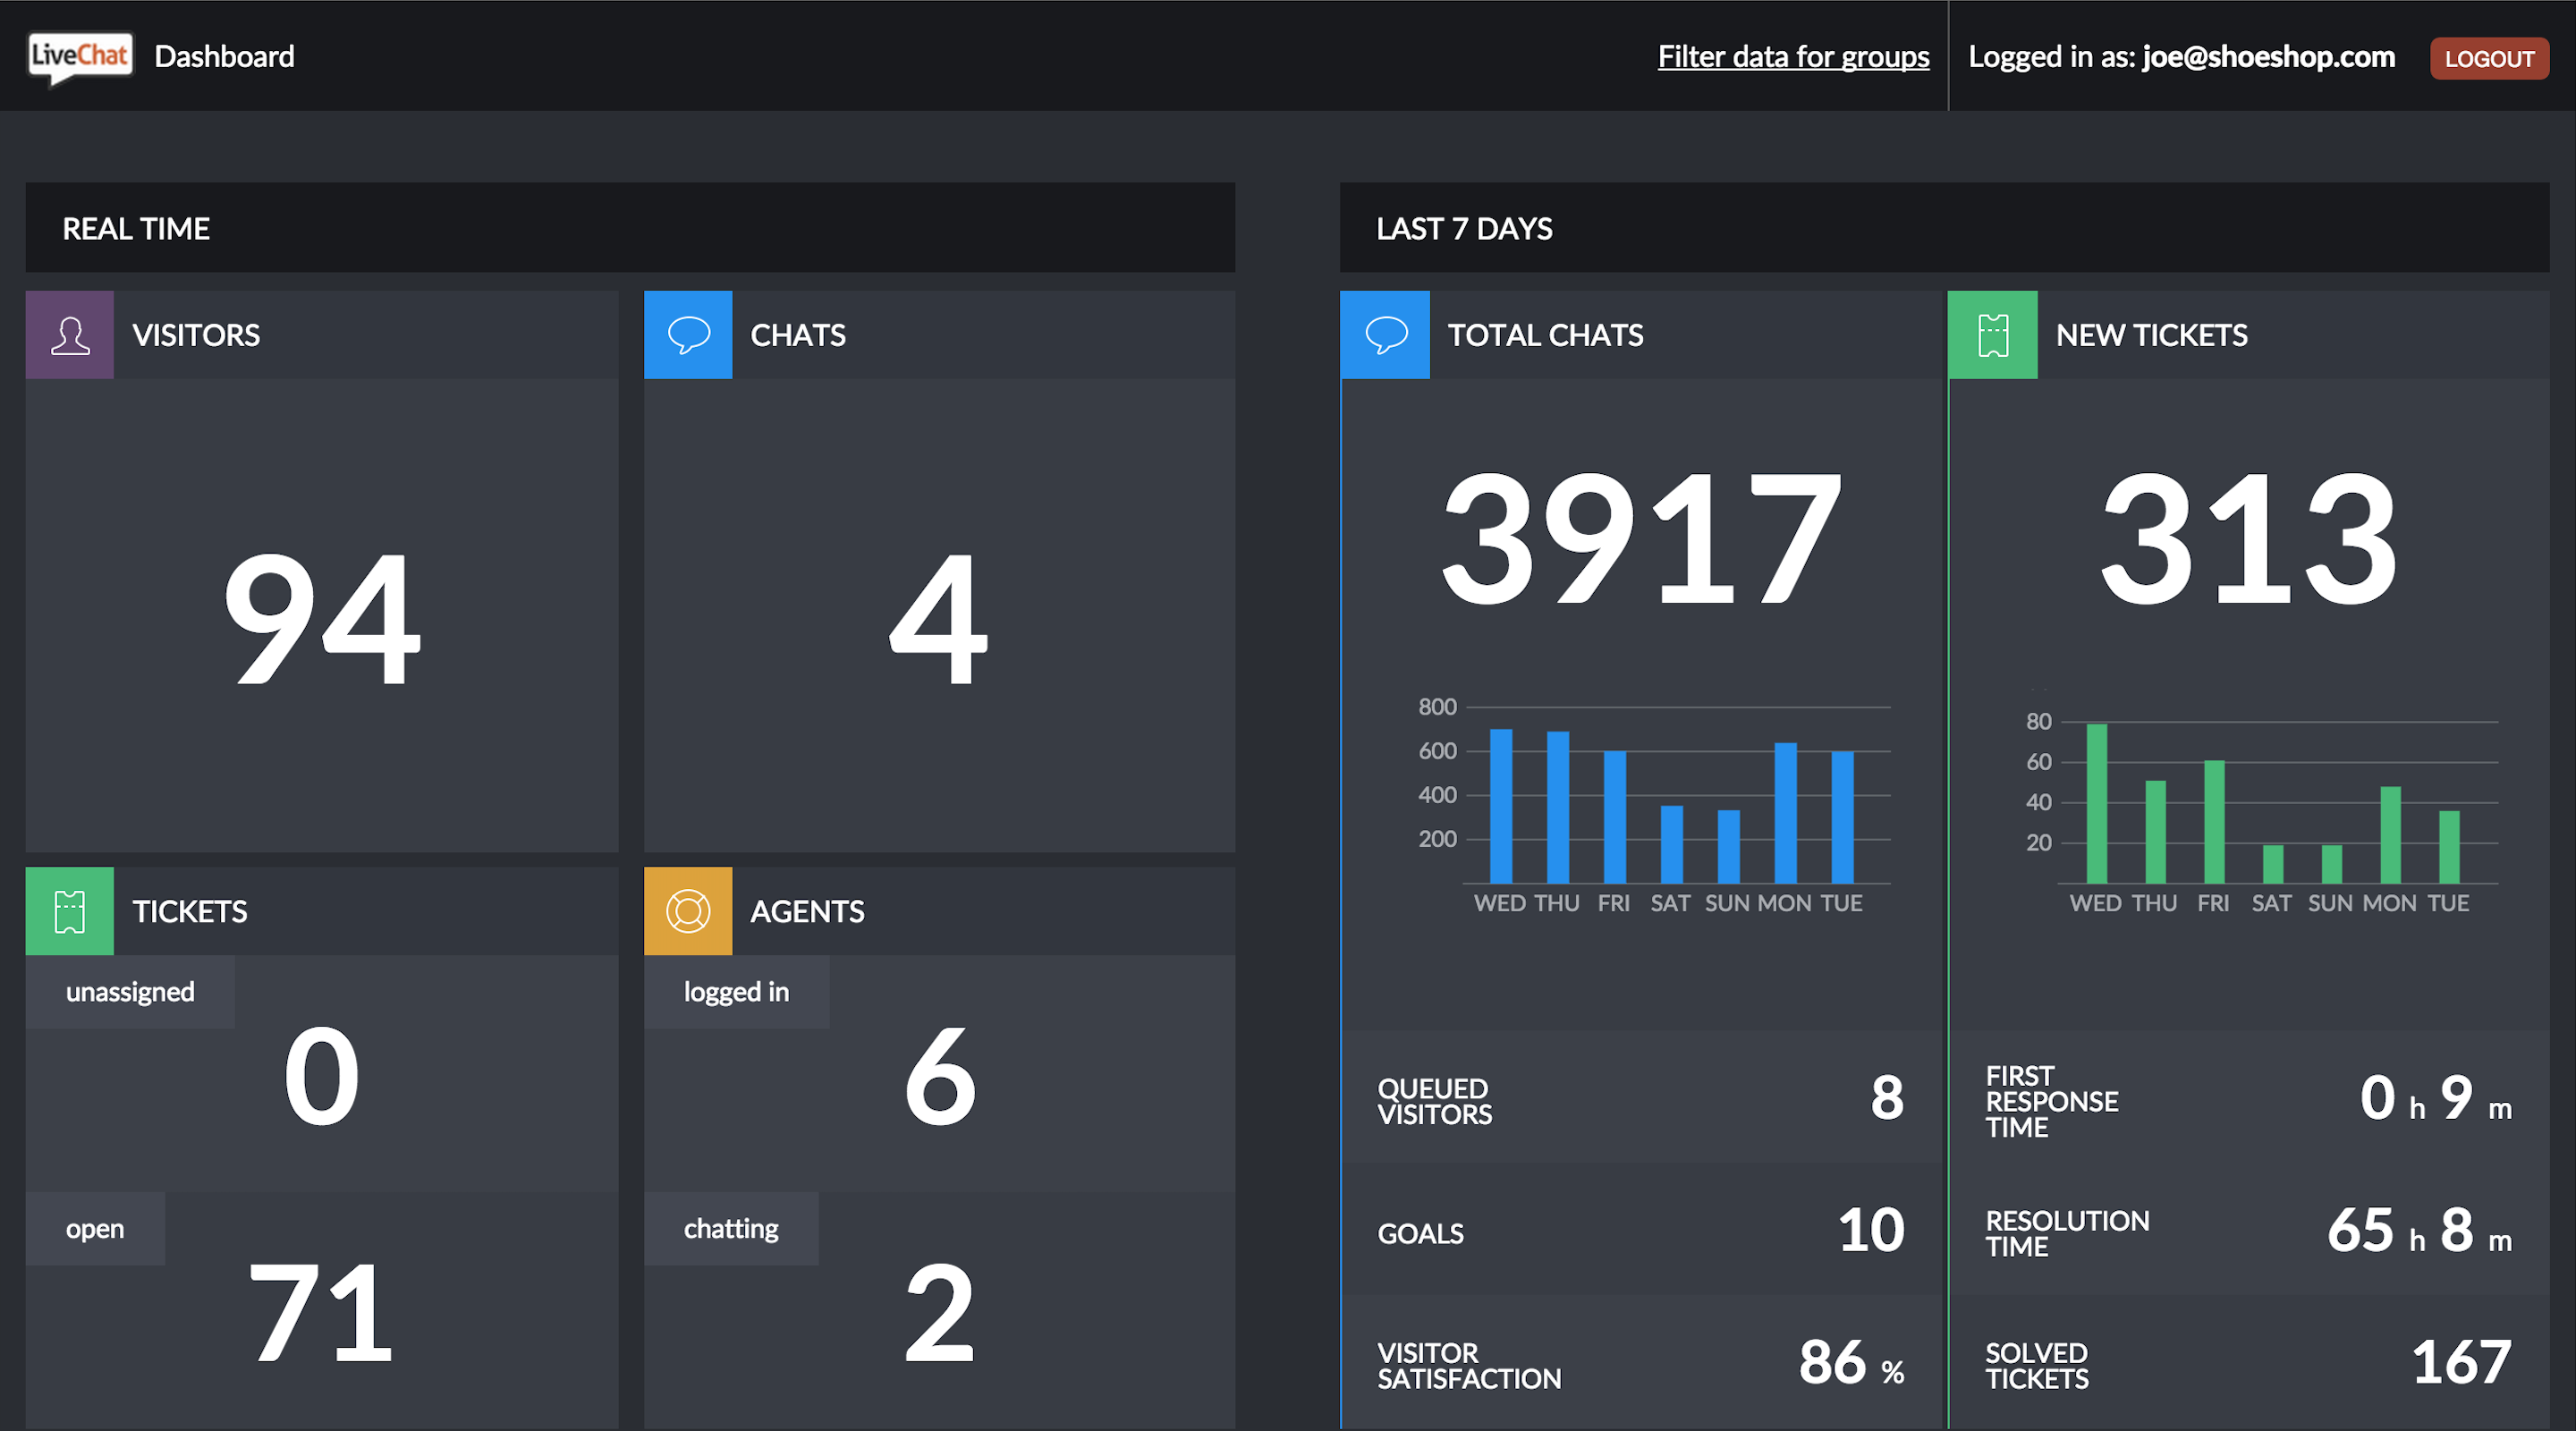 LiveChat Dashboard
Filter data for groups
Logged in as: joe@shoeshop.com
LOGOUT
REAL TIME
VISITORS
94
CHATS
4
TICKETS
unassigned
0
open
71
AGENTS
logged in
6
chatting
2
LAST 7 DAYS
TOTAL CHATS
3917
800
600
400
200
WED THU FRI SAT SUN MON TUE
QUEUED
VISITORS
8
GOALS
10
VISITOR
SATISFACTION
86 %
NEW TICKETS
313
80
60
40
20
WED THU FRI SAT SUN MON TUE
FIRST
RESPONSE
TIME
0 h 9 m
RESOLUTION
TIME
65 h 8 m
SOLVED
TICKETS
167